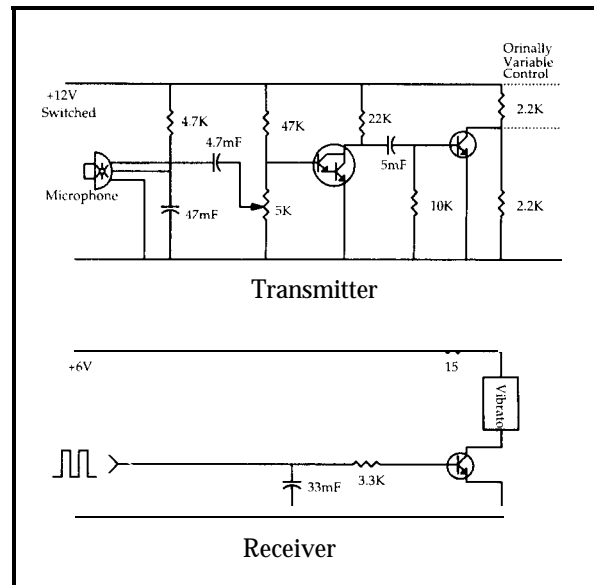 Orinally
Variable
Control
+12V
Switched
4.7K
47K
22K
2.2K
4.7mF
5mF
Microphone
47mF
5K
10K
2.2K
Transmitter
+6V
15
Vibrato
33mF
3.3K
Receiver